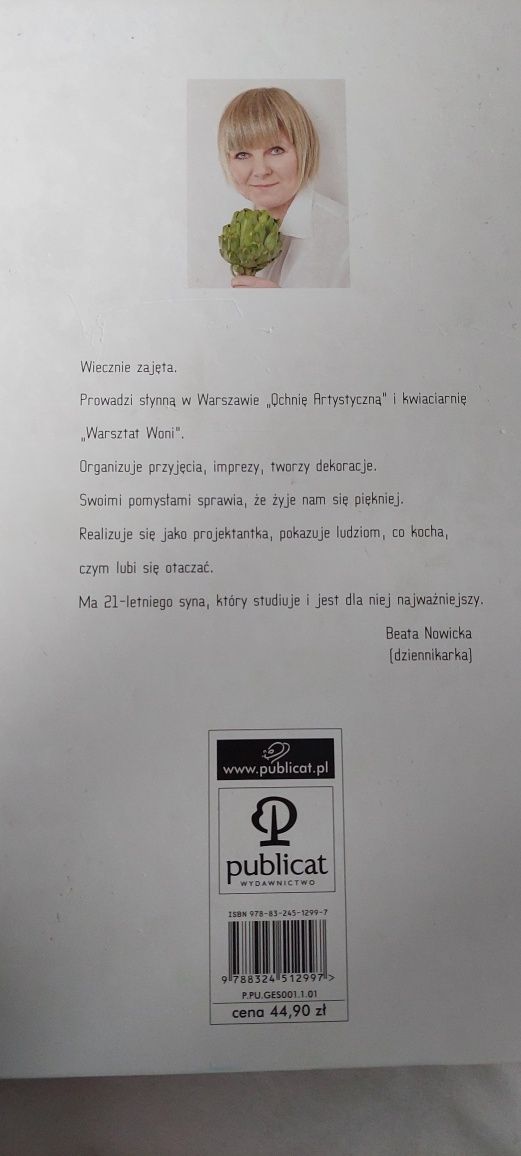 Wiecznie zajęta.
Prowadzi słynną w Warszawie „Qchnię Artystyczną" i kwiaciarnię
„Warsztat Woni".
Organizuje przyjęcia, imprezy, tworzy dekoracje.
Swoimi pomysłami sprawia, że żyje nam się piękniej.
Realizuje się jako projektantka, pokazuje ludziom, co kocha,
czym lubi się otaczać.
Ma 21-letniego syna, który studiuje i jest dla niej najważniejszy.
Beata Nowicka
(dziennikarka)
www.publicat.pl
publicat
WYDAWNICTWO
ISBN 978-83-245-1299-7
9 788324 512997 >
P.PU.GES001.1.01
cena 44,90 zł